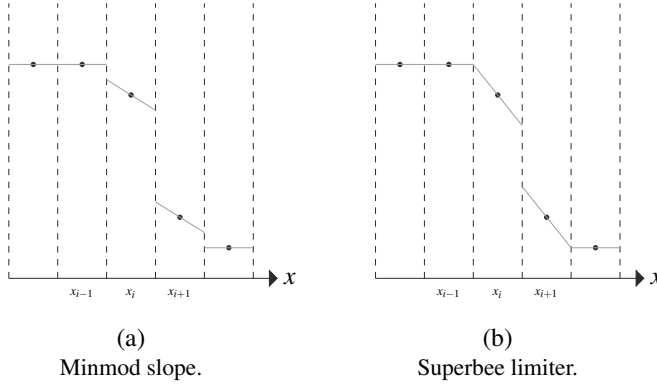 x
x_{i−1} x_i x_{i+1}
(a)
Minmod slope.
x
x_{i−1} x_i x_{i+1}
(b)
Superbee limiter.